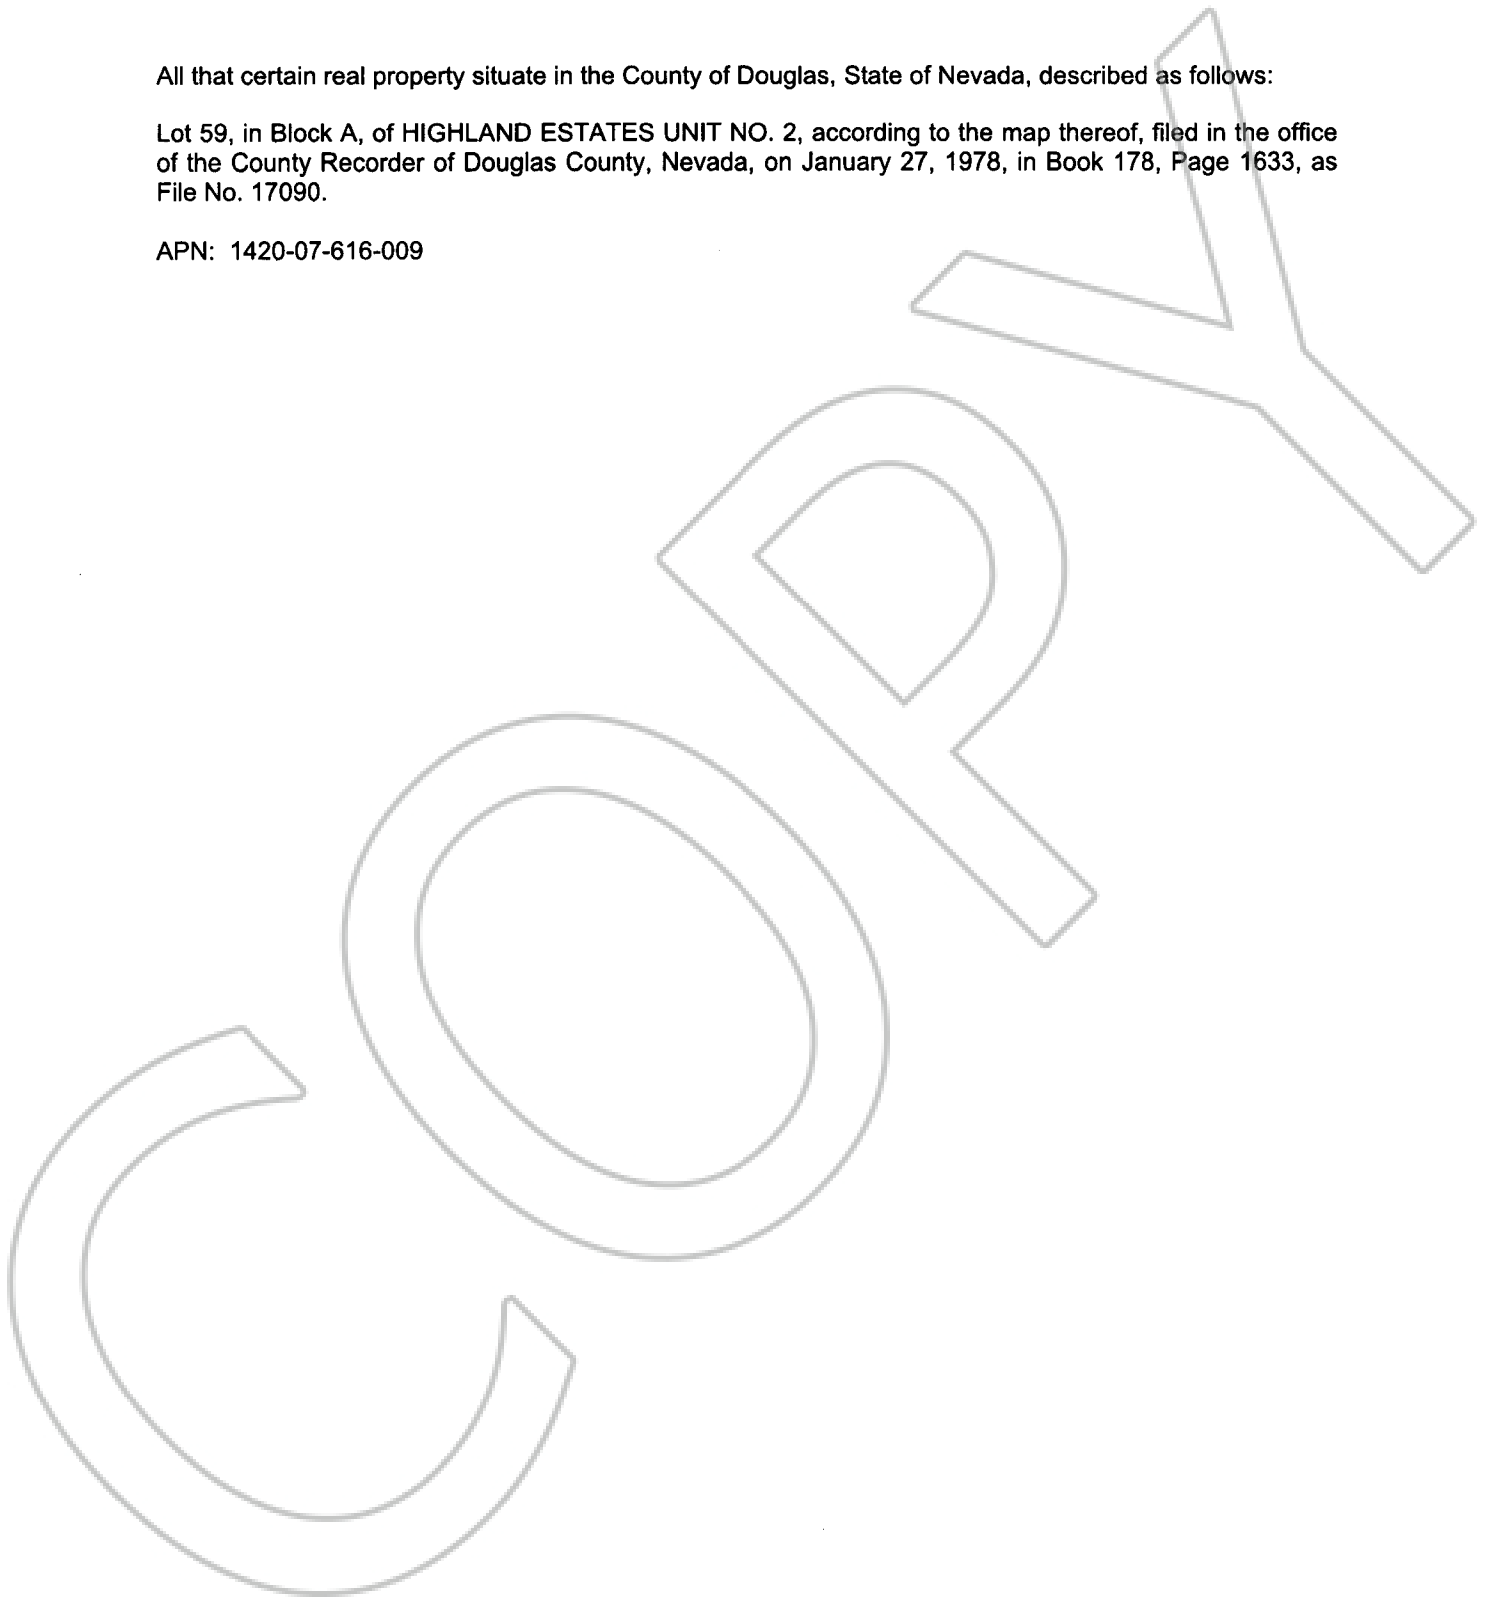 All that certain real property situate in the County of Douglas, State of Nevada, described as follows:
Lot 59, in Block A, of HIGHLAND ESTATES UNIT NO. 2, according to the map thereof, filed in the office
of the County Recorder of Douglas County, Nevada, on January 27, 1978, in Book 178, Page 1633, as
File No. 17090.
APN: 1420-07-616-009
COPY